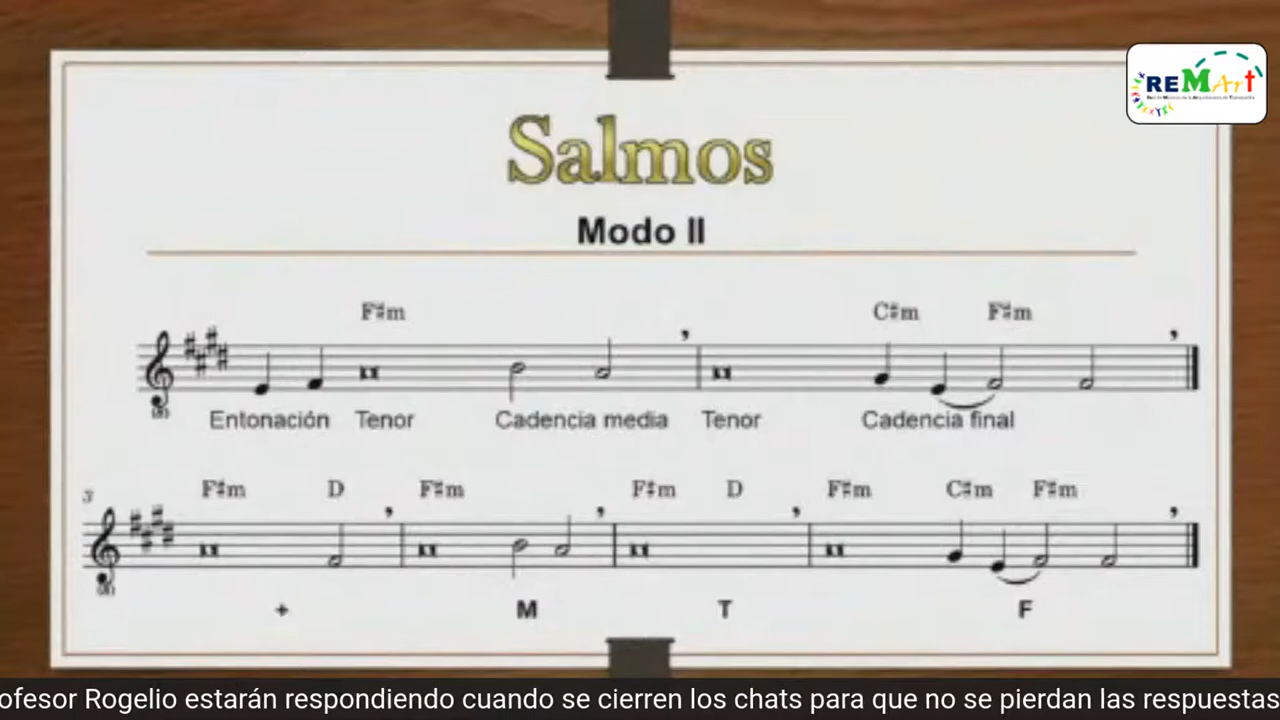 REMArt
Salmos
Modo II
F#m C#m F#m
Entonación Tenor Cadencia media Tenor Cadencia final
3 F#m D F#m F#m D F#m C#m F#m
+ M T F
ofesor Rogelio estarán respondiendo cuando se cierren los chats para que no se pierdan las respuestas